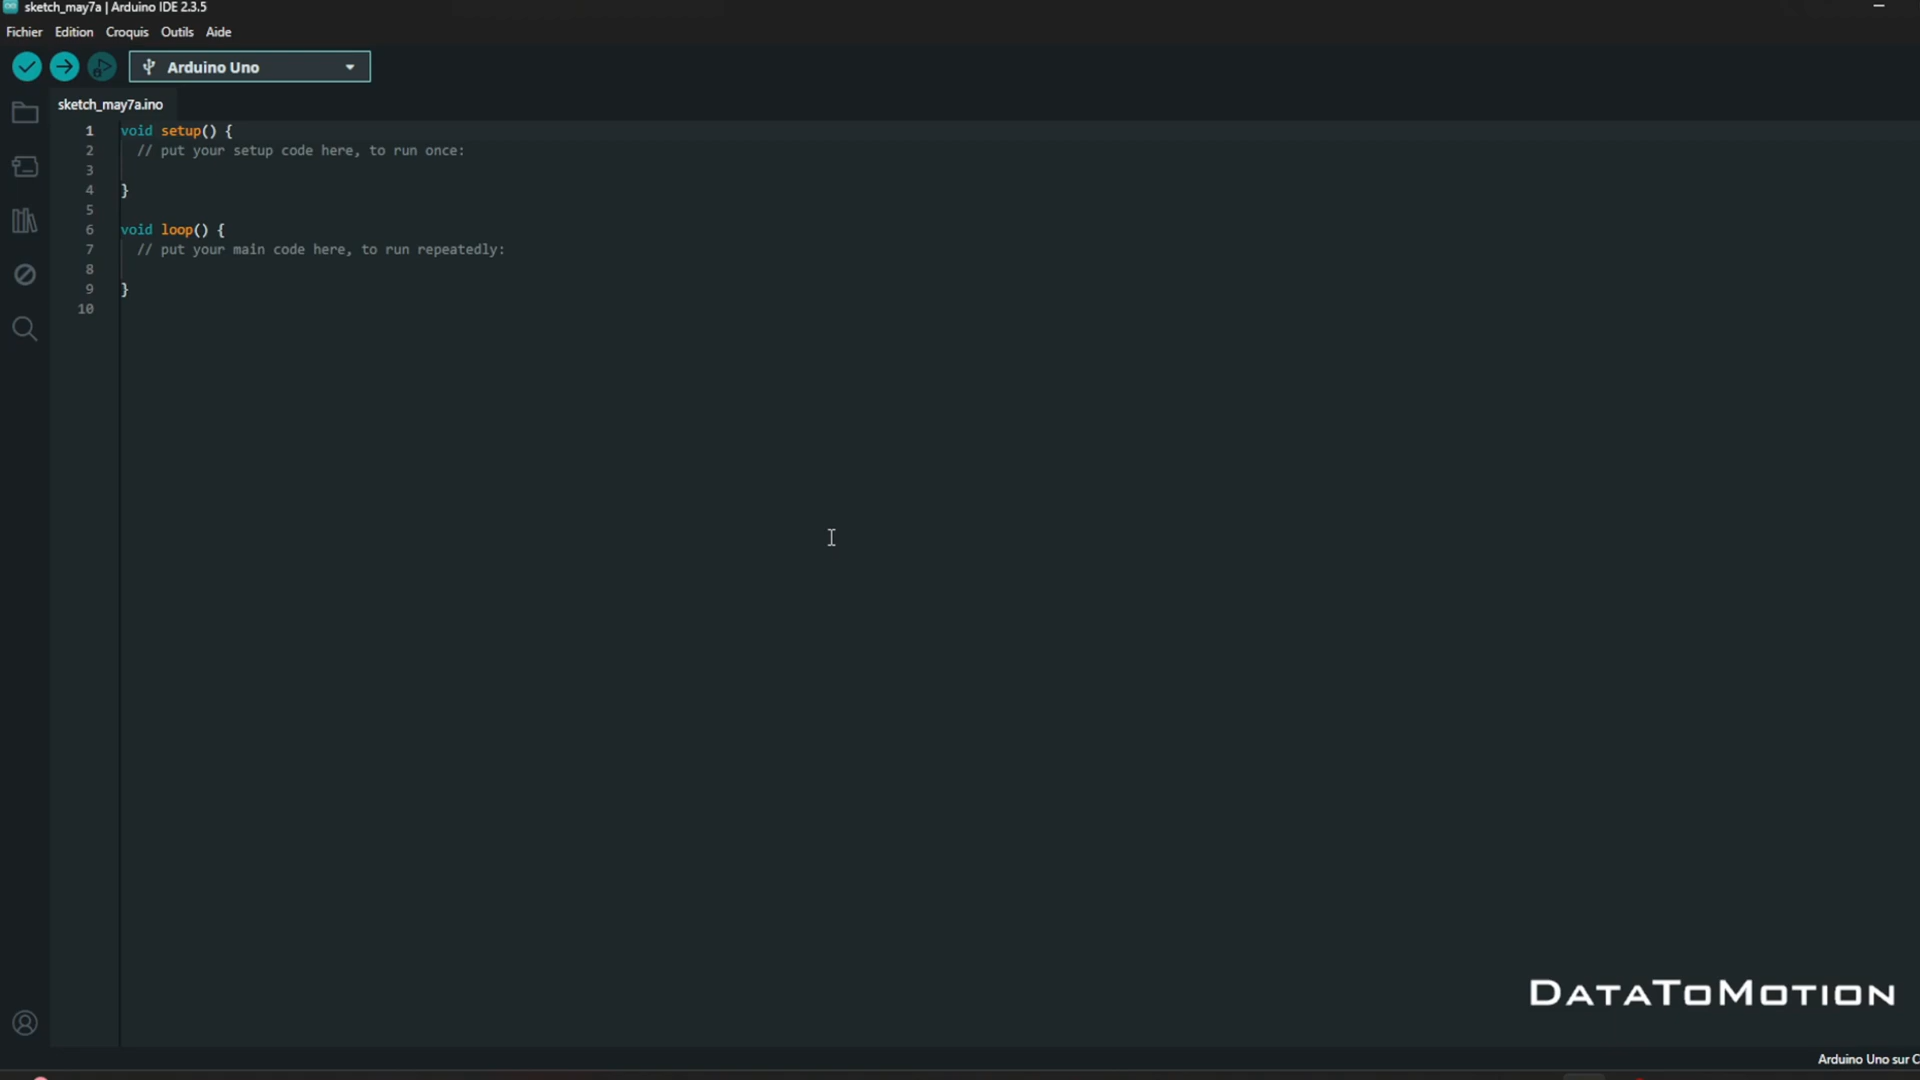 sketch_may7a | Arduino IDE 2.3.5
Fichier Edition Croquis Outils Aide
Arduino Uno
sketch_may7a.ino
1 void setup() {
2 // put your setup code here, to run once:
3
4 }
5
6 void loop() {
7 // put your main code here, to run repeatedly:
8
9 }
10
DATATOMOTION
Arduino Uno sur C